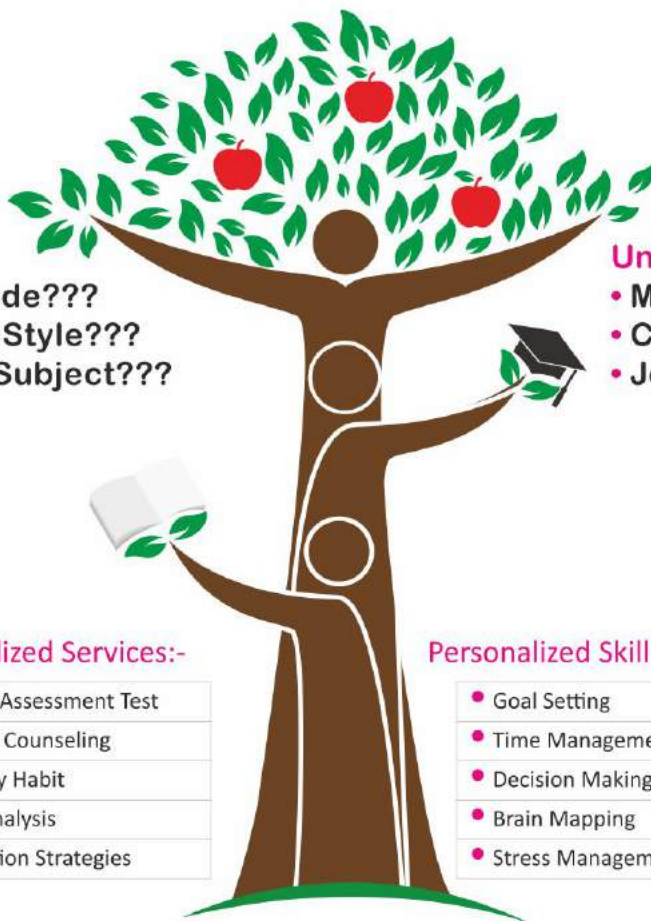 de???
Style???
Subject???
Un
• M
• C
• J
lized Services:-
Assessment Test
Counseling
y Habit
nalysis
ion Strategies
Personalized Skill
• Goal Setting
• Time Manageme
• Decision Making
• Brain Mapping
• Stress Managem